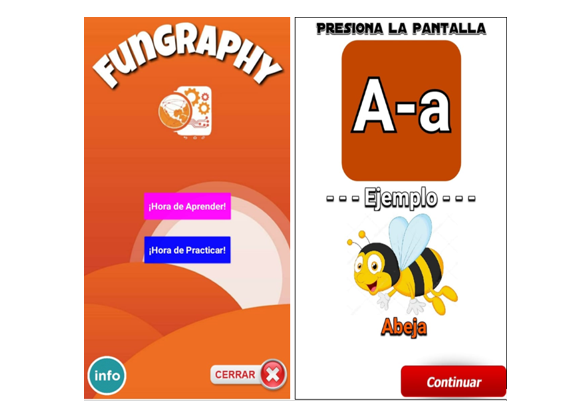 FUNGRAPHY
¡Hora de Aprender!
¡Hora de Practicar!
info
CERRAR
PRESIONA LA PANTALLA
A-a
- - - Ejemplo - - -
Abeja
Continuar